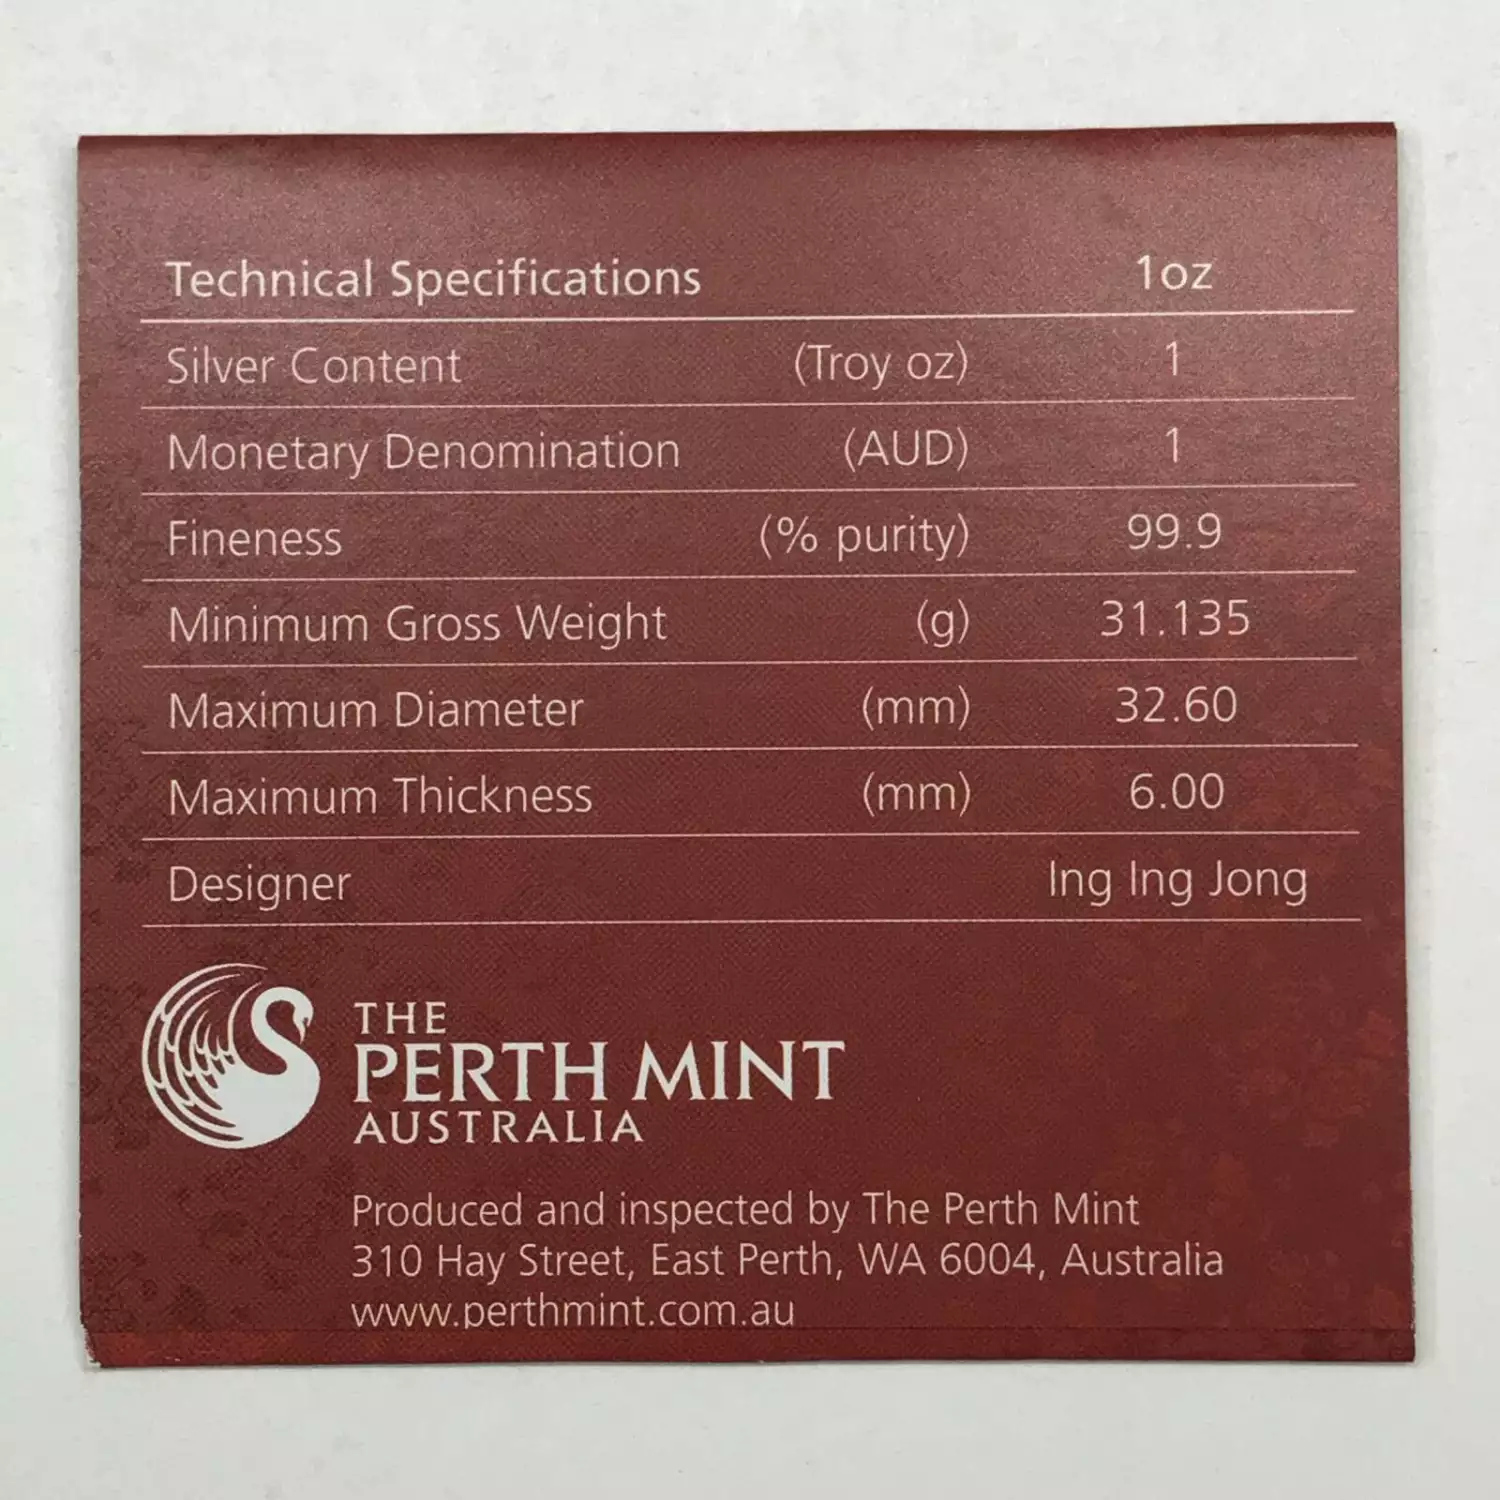 Technical Specifications 1oz
Silver Content (Troy oz) 1
Monetary Denomination (AUD) 1
Fineness (% purity) 99.9
Minimum Gross Weight (g) 31.135
Maximum Diameter (mm) 32.60
Maximum Thickness (mm) 6.00
Designer Ing Ing Jong
THE
PERTH MINT
AUSTRALIA
Produced and inspected by The Perth Mint
310 Hay Street, East Perth, WA 6004, Australia
www.perthmint.com.au